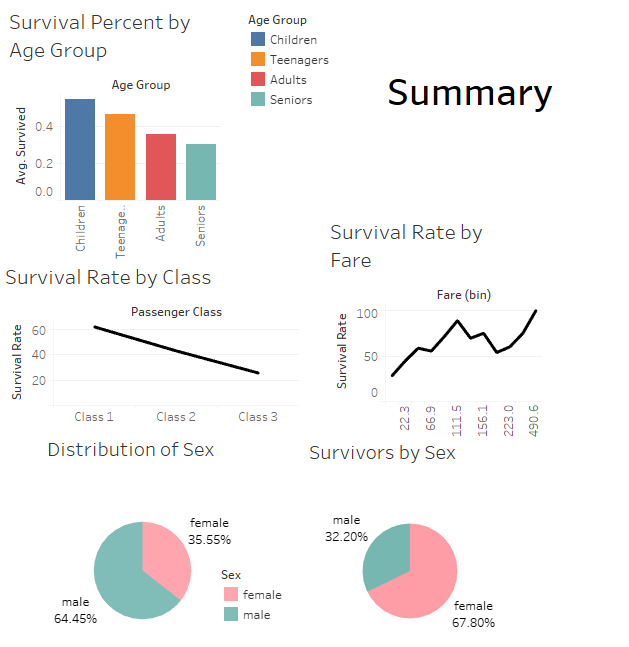 Survival Percent by
Age Group
Age Group
Avg. Survived
0.4
0.2
0.0
Children
Teenage..
Adults
Seniors
Age Group
Children
Teenagers
Adults
Seniors
Summary
Survival Rate by Class
Passenger Class
Survival Rate
60
40
20
Class 1
Class 2
Class 3
Survival Rate by
Fare
Fare (bin)
Survival Rate
100
50
0
22.3
66.9
111.5
156.1
223.0
490.6
Distribution of Sex
female
35.55%
male
64.45%
Sex
female
male
Survivors by Sex
male
32.20%
female
67.80%